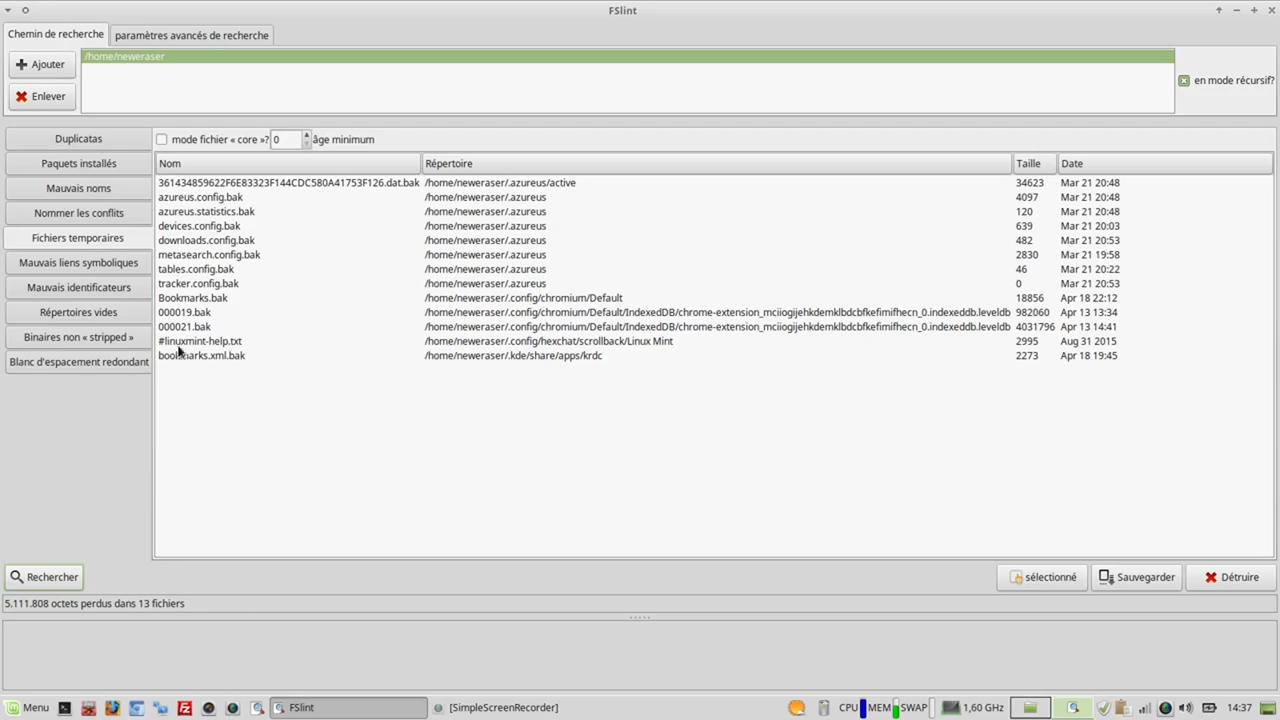 FSlint
Chemin de recherche
paramètres avancés de recherche
Ajouter
/home/neweraser
Enlever
en mode récursif?
Duplicatas
mode fichier « core »? 0 âge minimum
Paquets installés
Mauvais noms
Nommer les conflits
Fichiers temporaires
Mauvais liens symboliques
Mauvais identificateurs
Répertoires vides
Binaires non « stripped »
Blanc d'espacement redondant
Nom Répertoire Taille Date
361434859622F6E83323F144CDC580A41753F126.dat.bak /home/neweraser/.azureus/active 34623 Mar 21 20:48
azureus.config.bak /home/neweraser/.azureus 4097 Mar 21 20:48
azureus.statistics.bak /home/neweraser/.azureus 120 Mar 21 20:48
devices.config.bak /home/neweraser/.azureus 639 Mar 21 20:03
downloads.config.bak /home/neweraser/.azureus 482 Mar 21 20:53
metasearch.config.bak /home/neweraser/.azureus 2830 Mar 21 19:58
tables.config.bak /home/neweraser/.azureus 46 Mar 21 20:22
tracker.config.bak /home/neweraser/.azureus 0 Mar 21 20:53
Bookmarks.bak /home/neweraser/.config/chromium/Default 18856 Apr 18 22:12
000019.bak /home/neweraser/.config/chromium/Default/IndexedDB/chrome-extension_mciiogijehkdemklbdcbfkefimifhecn_0.indexeddb.leveldb 982060 Apr 13 13:34
000021.bak /home/neweraser/.config/chromium/Default/IndexedDB/chrome-extension_mciiogijehkdemklbdcbfkefimifhecn_0.indexeddb.leveldb 4031796 Apr 13 14:41
#linuxmint-help.txt /home/neweraser/.config/hexchat/scrollback/Linux Mint 2995 Aug 31 2015
bookmarks.xml.bak /home/neweraser/.kde/share/apps/krdc 2273 Apr 18 19:45
Rechercher
sélectionné
Sauvegarder
Détruire
5.111.808 octets perdus dans 13 fichiers
Menu FSlint [SimpleScreenRecorder] CPU MEM SWAP 1,60 GHz 14:37